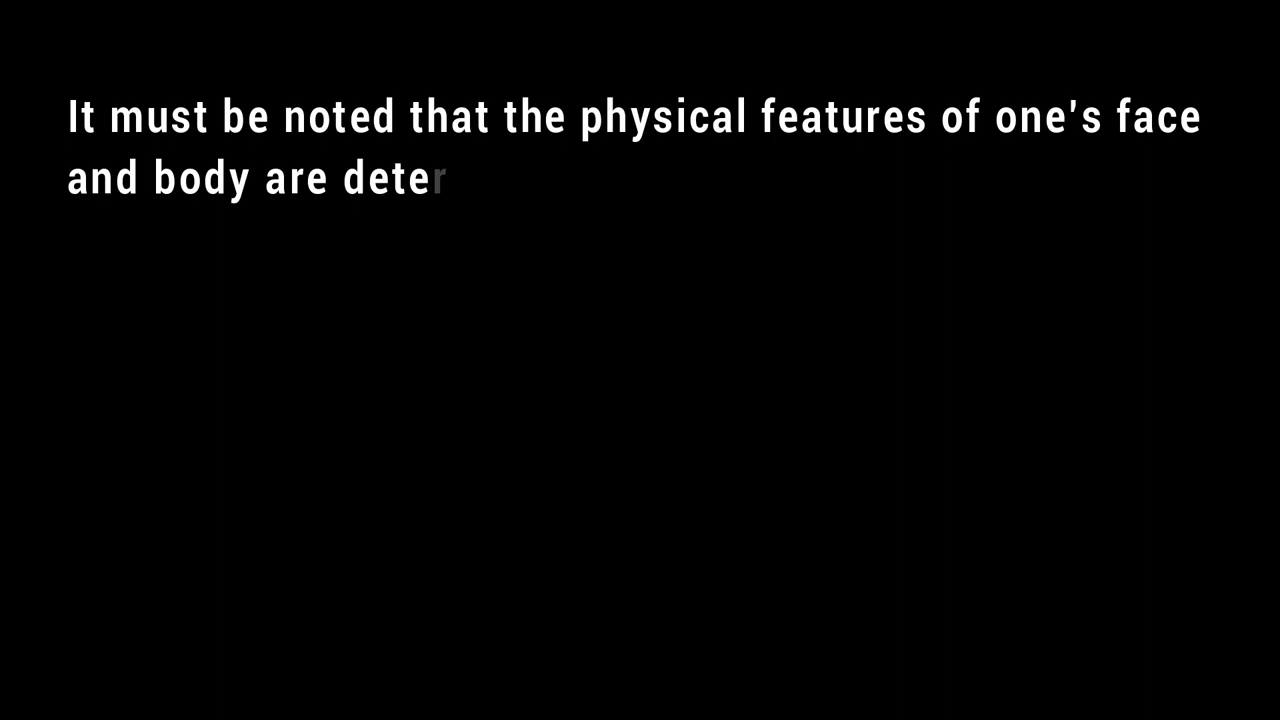 It must be noted that the physical features of one's face
and body are deter